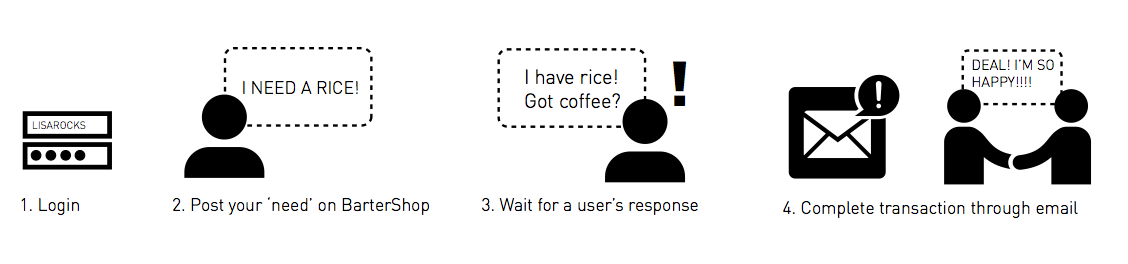 LISAROCKS
1. Login
I NEED A RICE!
2. Post your ‘need’ on BarterShop
I have rice!
Got coffee?
!
3. Wait for a user’s response
!
DEAL! I’M SO
HAPPY!!!!
4. Complete transaction through email